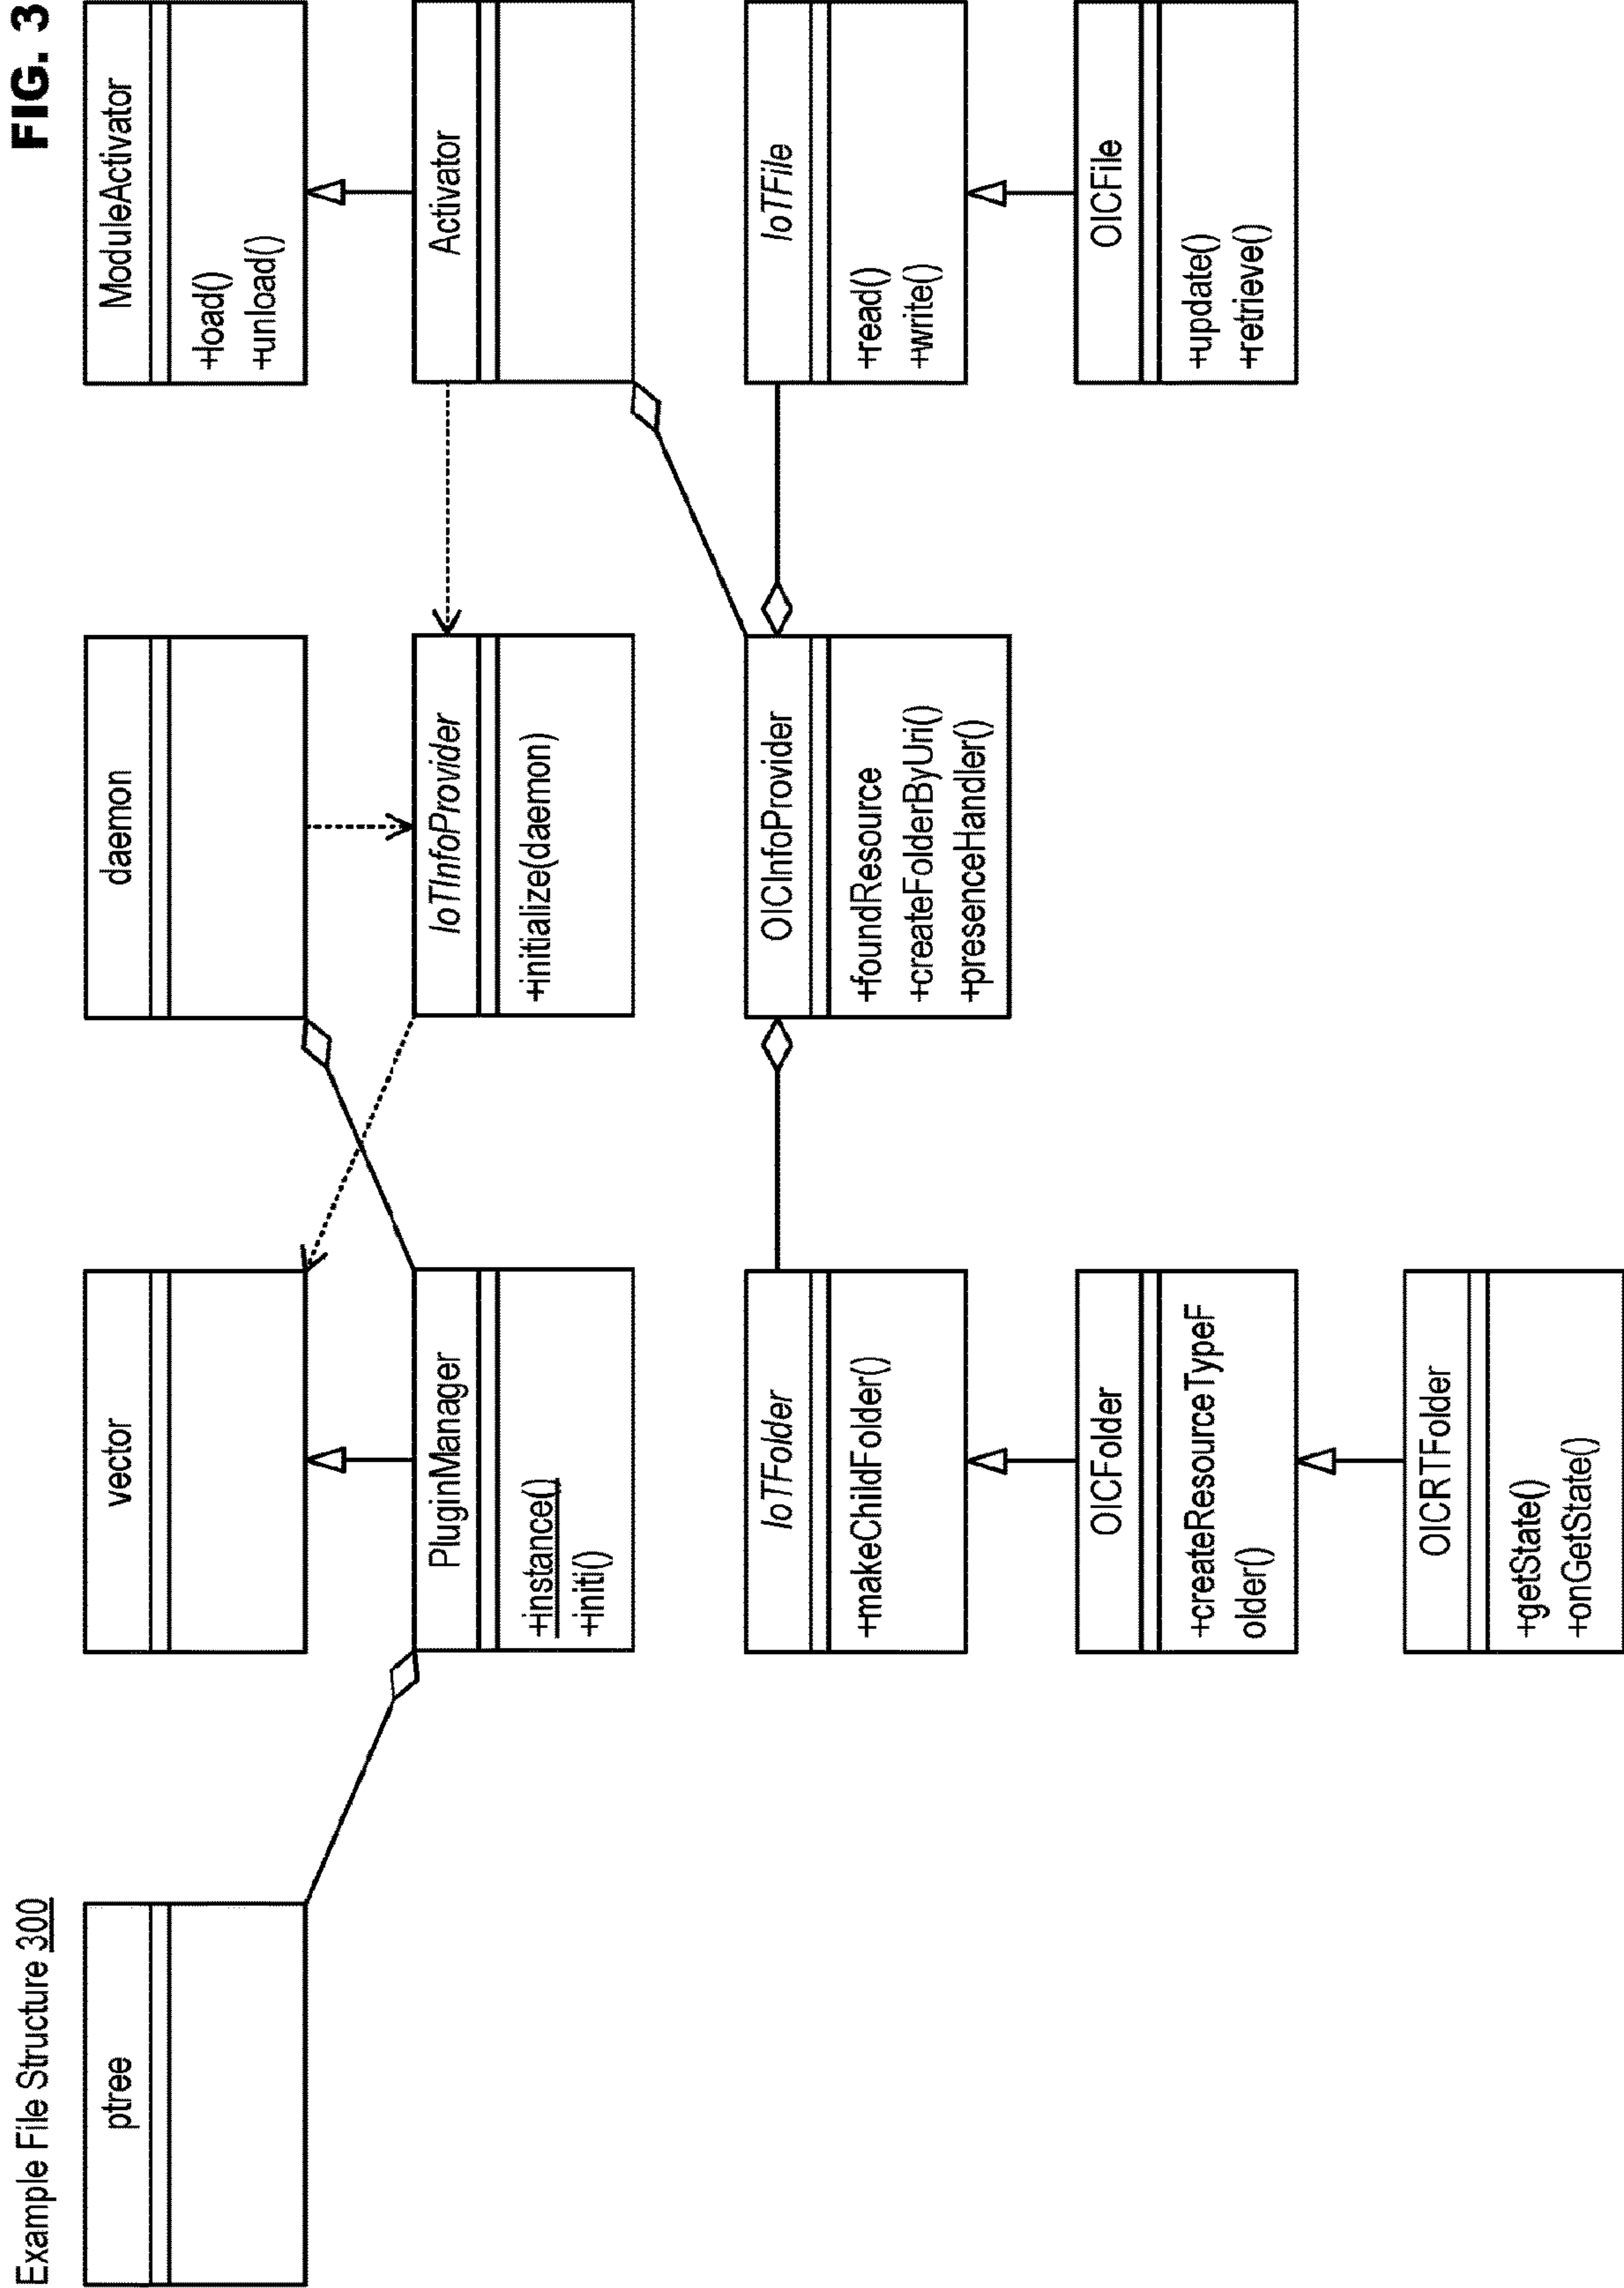 Example File Structure 300
FIG. 3
ptree
vector
daemon
ModuleActivator
+load()
+unload()
PluginManager
+instance()
+initi()
IoTInfoProvider
+initialize(daemon)
Activator
IoTFolder
+makeChildFolder()
OICInfoProvider
+foundResource
+createFolderByUri()
+presenceHandler()
IoTFile
+read()
+write()
OICFolder
+createResourceTypeF
older()
OICFile
+update()
+retrieve()
OICRTFolder
+getState()
+onGetState()